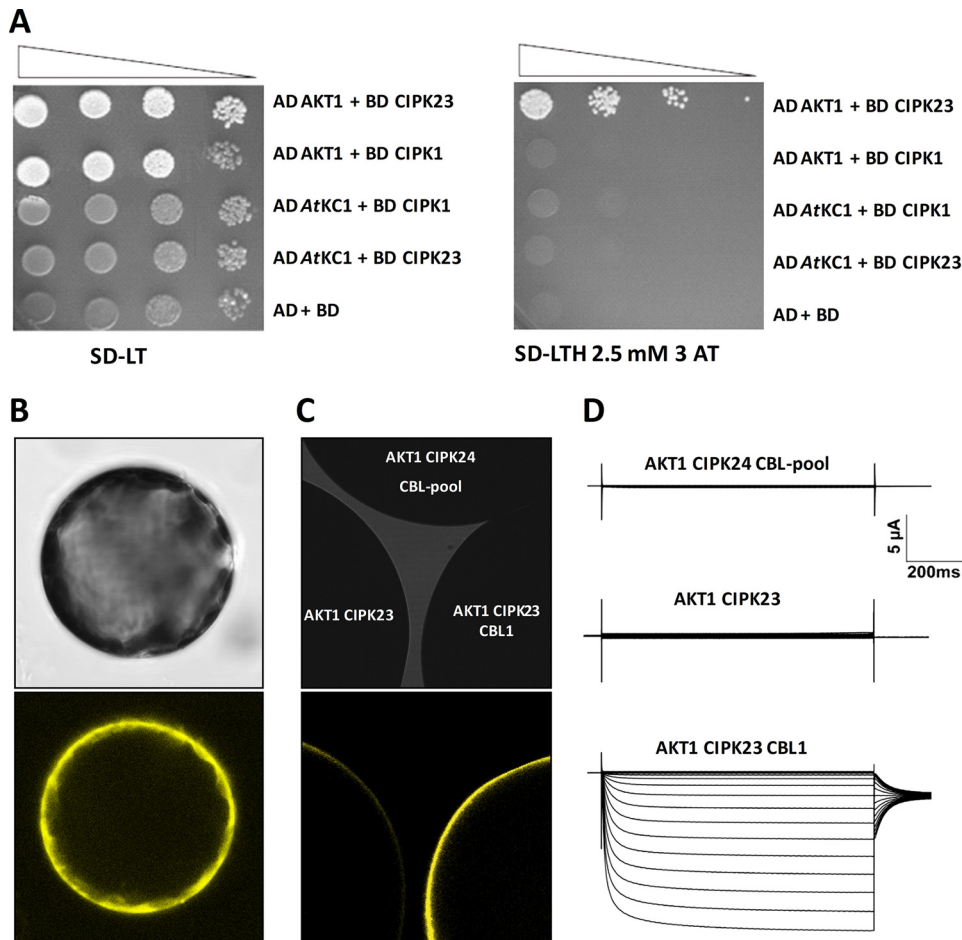 A
AD AKT1 + BD CIPK23
AD AKT1 + BD CIPK1
AD AtKC1 + BD CIPK1
AD AtKC1 + BD CIPK23
AD + BD
SD-LT
AD AKT1 + BD CIPK23
AD AKT1 + BD CIPK1
AD AtKC1 + BD CIPK1
AD AtKC1 + BD CIPK23
AD + BD
SD-LTH 2.5 mM 3 AT
B
C
AKT1 CIPK24
CBL-pool
AKT1 CIPK23
AKT1 CIPK23
CBL1
D
AKT1 CIPK24 CBL-pool
5 µA
200ms
AKT1 CIPK23
AKT1 CIPK23 CBL1